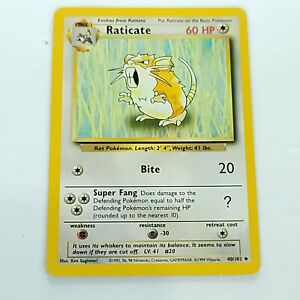 Evolves from Rattata Put Raticate on the Basic Pokémon
STAGE 1
Raticate 60 HP
Rat Pokémon. Length: 2' 4", Weight: 41 lbs.
Bite 20
Super Fang Does damage to the
Defending Pokémon equal to half the
Defending Pokémon's remaining HP
(rounded up to the nearest 10). ?
weakness resistance retreat cost
-30
It uses its whiskers to maintain its balance. It seems to slow
down if they are cut off. LV. 41 #20
Illus. Ken Sugimori ©1995, 96, 98 Nintendo, Creatures, GAMEFREAK. ©1999 Wizards. 40/102